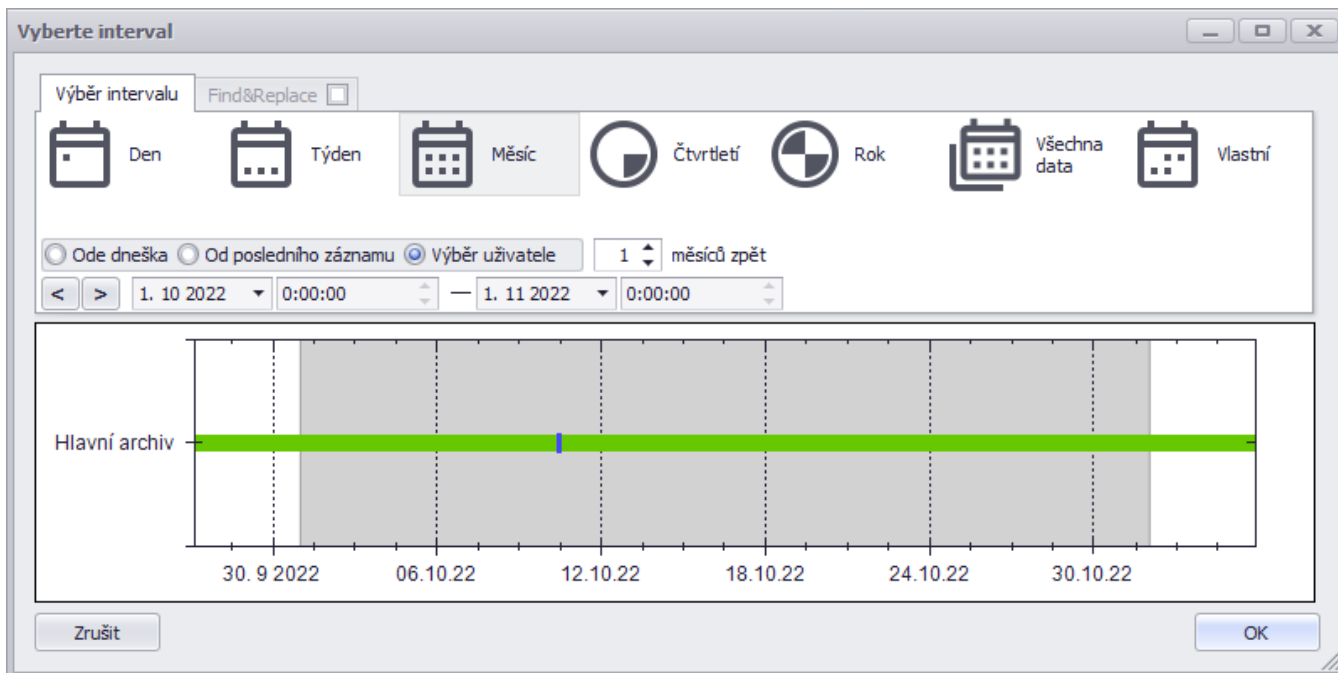 Vyberte interval
Výběr intervalu Find&Replace
Den Týden Měsíc Čtvrtletí Rok Všechna data Vlastní
Ode dneška Od posledního záznamu Výběr uživatele 1 měsíců zpět
< > 1. 10 2022 0:00:00 — 1. 11 2022 0:00:00
Hlavní archiv
30. 9 2022 06.10.22 12.10.22 18.10.22 24.10.22 30.10.22
Zrušit OK